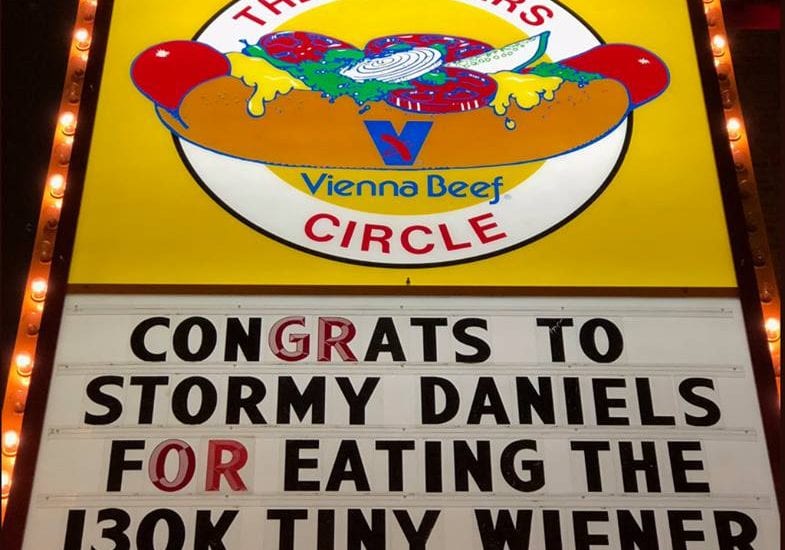 Vienna Beef
CIRCLE
CONGRATS TO
STORMY DANIELS
FOR EATING THE
130K TINY WIENER